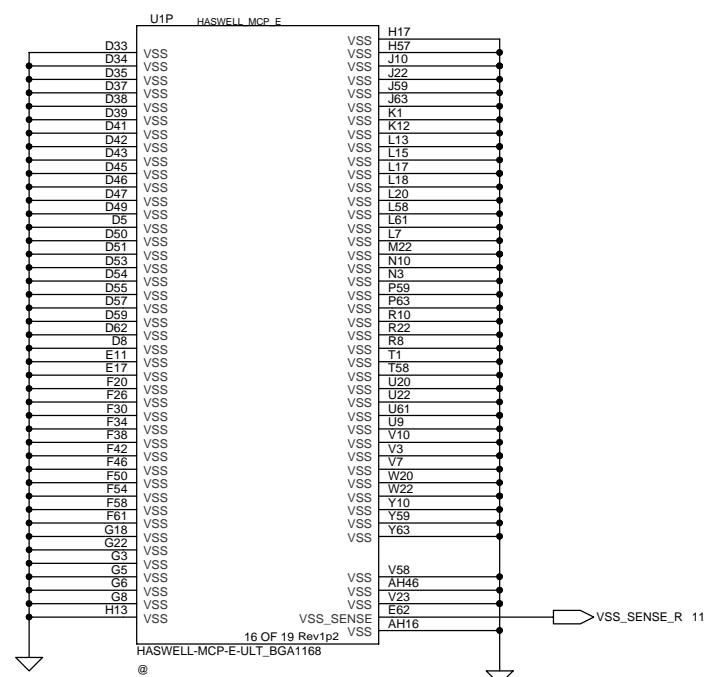 U1P HASWELL_MCP_E
VSS H17
D33 VSS VSS H57
D34 VSS VSS J10
D35 VSS VSS J22
D37 VSS VSS J59
D38 VSS VSS J63
D39 VSS VSS K1
D41 VSS VSS K12
D42 VSS VSS L13
D43 VSS VSS L15
D45 VSS VSS L17
D46 VSS VSS L18
D47 VSS VSS L20
D49 VSS VSS L58
D5 VSS VSS L61
D50 VSS VSS L7
D51 VSS VSS M22
D53 VSS VSS N10
D54 VSS VSS N3
D55 VSS VSS P59
D57 VSS VSS P63
D59 VSS VSS R10
D62 VSS VSS R22
D8 VSS VSS R8
E11 VSS VSS T1
E17 VSS VSS T58
F20 VSS VSS U20
F26 VSS VSS U22
F30 VSS VSS U61
F34 VSS VSS U9
F38 VSS VSS V10
F42 VSS VSS V3
F46 VSS VSS V7
F50 VSS VSS W20
F54 VSS VSS W22
F58 VSS VSS Y10
F61 VSS VSS Y59
G18 VSS VSS Y63
G22 VSS
G3 VSS
G5 VSS VSS V58
G6 VSS VSS AH46
G8 VSS VSS V23
H13 VSS VSS_SENSE E62 VSS_SENSE_R 11
16 OF 19 Rev1p2 VSS AH16
HASWELL-MCP-E-ULT_BGA1168
@